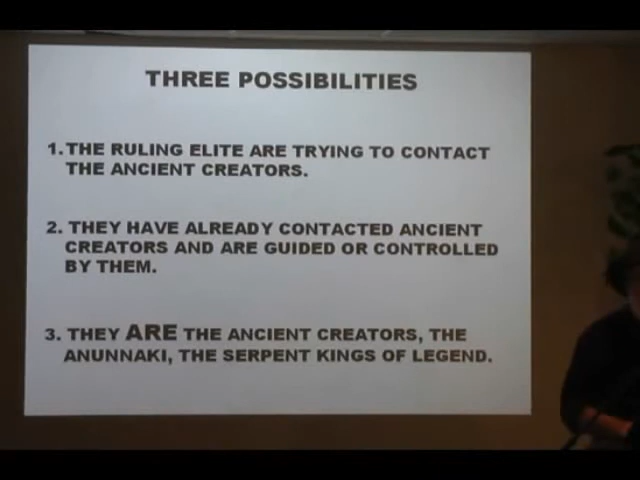 THREE POSSIBILITIES
1. THE RULING ELITE ARE TRYING TO CONTACT
THE ANCIENT CREATORS.
2. THEY HAVE ALREADY CONTACTED ANCIENT
CREATORS AND ARE GUIDED OR CONTROLLED
BY THEM.
3. THEY ARE THE ANCIENT CREATORS, THE
ANUNNAKI, THE SERPENT KINGS OF LEGEND.